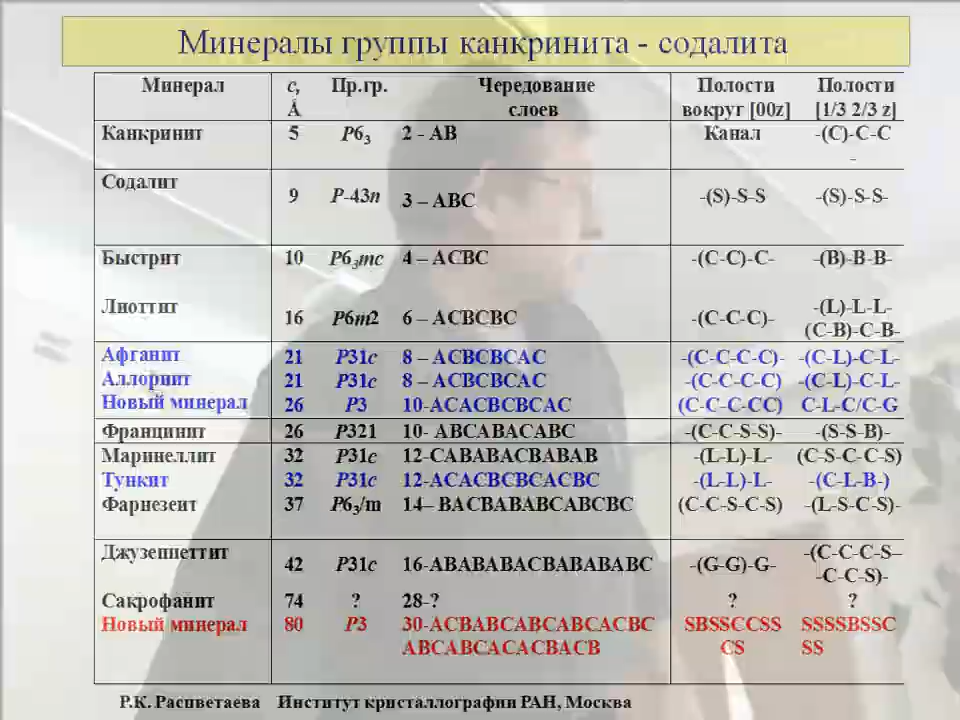 Минералы группы канкринита - содалита
Минерал c, Å Пр.гр. Чередование слоев Полости вокруг [00z] Полости [1/3 2/3 z]
Канкринит 5 P6₃ 2 - AB Канал -(C)-C-C-
Содалит 9 P-43n 3 – ABC -(S)-S-S -(S)-S-S-
Быстрит 10 P6₃mc 4 – ACBC -(C-C)-C- -(B)-B-B-
Лиоттит 16 P6m2 6 – ACBCBC -(C-C-C)- -(L)-L-L- (C-B)-C-B-
Афганит 21 P31c 8 – ACBCBCAC -(C-C-C-C)- -(C-L)-C-L-
Аллориит 21 P31c 8 – ACBCBCAC -(C-C-C-C) -(C-L)-C-L-
Новый минерал 26 P3 10-ACACBCBCAC (C-C-C-CC) C-L-C/C-G
Францинит 26 P321 10- ABCABACABC -(C-C-S-S)- -(S-S-B)-
Маринеллит 32 P31c 12-CABABACBABAB -(L-L)-L- (C-S-C-C-S)
Тункит 32 P31c 12-ACACBCBCACBC -(L-L)-L- -(C-L-B-)
Фарнезеит 37 P6₃/m 14– BACBABABCABCBC (C-C-S-C-S) -(L-S-C-S)-
Джузеппеттит 42 P31c 16-ABABABACBABABABC -(G-G)-G- -(C-C-C-S–-C-C-S)-
Сакрофанит 74 ? 28-? ? ?
Новый минерал 80 P3 30-ACBABCABCABCACBC SBSSCCSS SSSSBSSC
ABCABCACACBACB CS SS
Р.К. Расцветаева Институт кристаллографии РАН, Москва